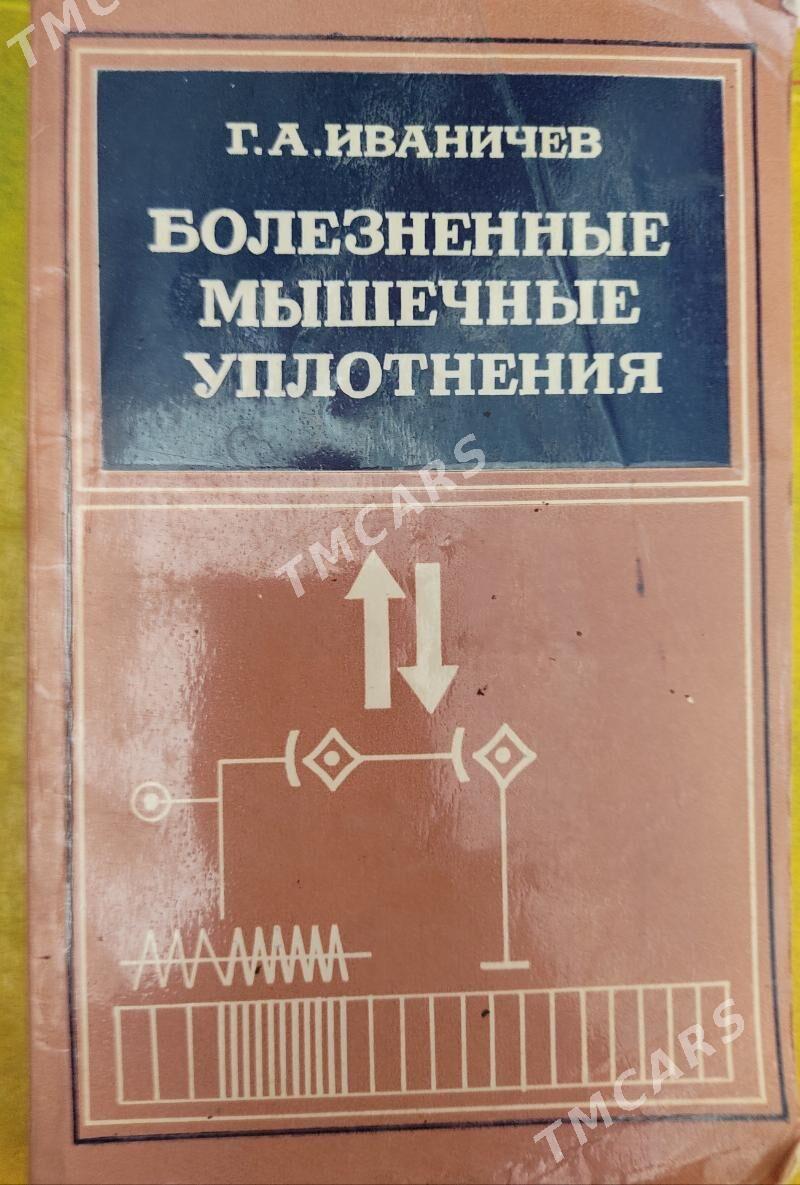 TMCARS
Г.А.ИВАНИЧЕВ
БОЛЕЗНЕННЫЕ
МЫШЕЧНЫЕ
УПЛОТНЕНИЯ
TMCARS
TMCARS